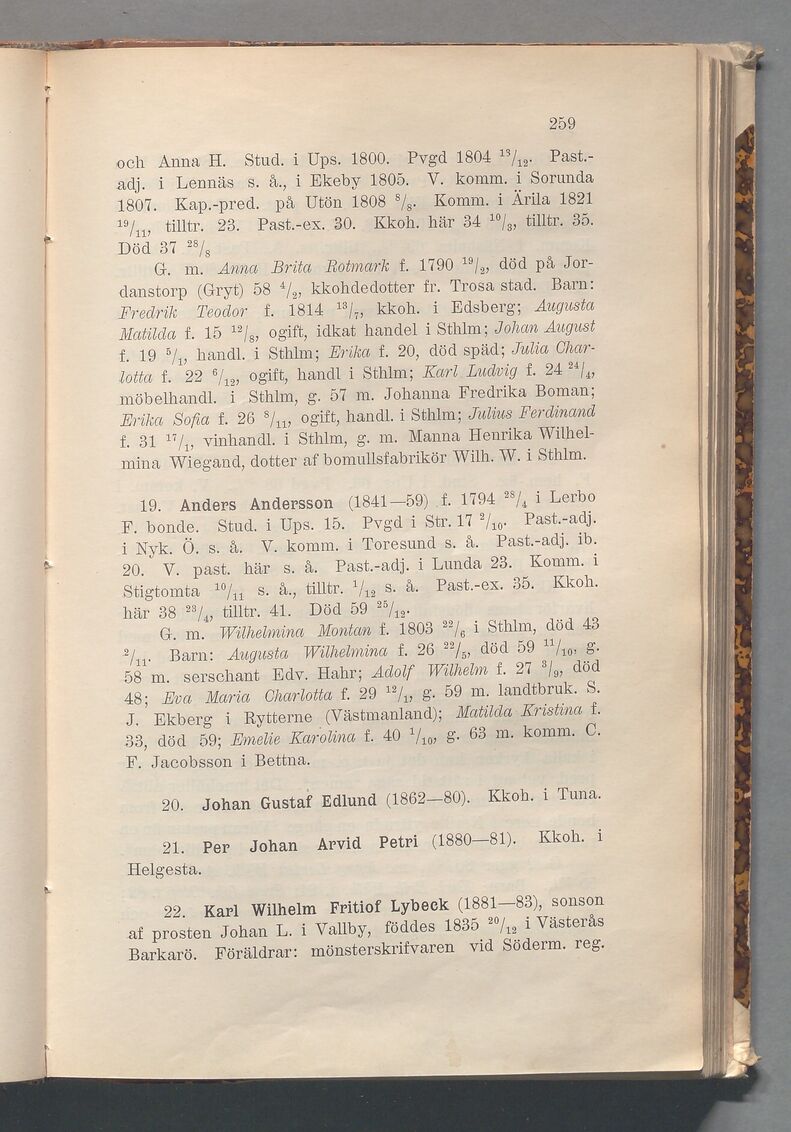 259
och Anna H. Stud. i Ups. 1800. Pvgd 1804 ¹³/₁₂. Past.-
adj. i Lennäs s. å., i Ekeby 1805. V. komm. i Sorunda
1807. Kap.-pred. på Utön 1808 ⁸/₈. Komm. i Ärila 1821
¹⁹/₁₁, tilltr. 23. Past.-ex. 30. Kkoh. här 34 ¹⁰/₃, tilltr. 35.
Död 37 ²⁸/₈
G. m. Anna Brita Rotmark f. 1790 ¹⁹/₂, död på Jor-
danstorp (Gryt) 58 ⁴/₂, kkohdedotter fr. Trosa stad. Barn:
Fredrik Teodor f. 1814 ¹³/₇, kkoh. i Edsberg; Augusta
Matilda f. 15 ¹²/₈, ogift, idkat handel i Sthlm; Johan August
f. 19 ⁵/₁, handl. i Sthlm; Erika f. 20, död späd; Julia Char-
lotta f. 22 ⁶/₁₂, ogift, handl i Sthlm; Karl Ludvig f. 24 ²⁴/₄,
möbelhandl. i Sthlm, g. 57 m. Johanna Fredrika Boman;
Erika Sofia f. 26 ⁸/₁₁, ogift, handl. i Sthlm; Julius Ferdinand
f. 31 ¹⁷/₁, vinhandl. i Sthlm, g. m. Manna Henrika Wilhel-
mina Wiegand, dotter af bomullsfabrikör Wilh. W. i Sthlm.
19. Anders Andersson (1841—59) f. 1794 ²⁸/₄ i Lerbo
F. bonde. Stud. i Ups. 15. Pvgd i Str. 17 ²/₁₀. Past.-adj.
i Nyk. Ö. s. å. V. komm. i Toresund s. å. Past.-adj. ib.
20. V. past. här s. å. Past.-adj. i Lunda 23. Komm. i
Stigtomta ¹⁰/₁₁ s. å., tilltr. ¹/₁₂ s. å. Past.-ex. 35. Kkoh.
här 38 ²³/₄, tilltr. 41. Död 59 ²⁵/₁₂.
G. m. Wilhelmina Montan f. 1803 ²²/₆ i Sthlm, död 43
²/₁₁. Barn: Augusta Wilhelmina f. 26 ²²/₅, död 59 ¹¹/₁₀, g.
58 m. serschant Edv. Hahr; Adolf Wilhelm f. 27 ³/₉, död
48; Eva Maria Charlotta f. 29 ¹²/₁, g. 59 m. landtbruk. S.
J. Ekberg i Rytterne (Västmanland); Matilda Kristina f.
33, död 59; Emelie Karolina f. 40 ¹/₁₀, g. 63 m. komm. C.
F. Jacobsson i Bettna.
20. Johan Gustaf Edlund (1862—80). Kkoh. i Tuna.
21. Per Johan Arvid Petri (1880—81). Kkoh. i
Helgesta.
22. Karl Wilhelm Fritiof Lybeck (1881—83), sonson
af prosten Johan L. i Vallby, föddes 1835 ²⁰/₁₂ i Västerås
Barkarö. Föräldrar: mönsterskrifvaren vid Söderm. reg.